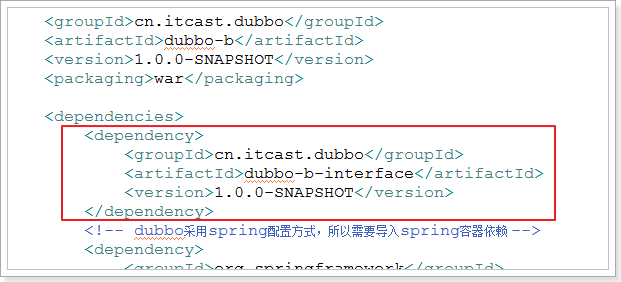 <groupId>cn.itcast.dubbo</groupId>
<artifactId>dubbo-b</artifactId>
<version>1.0.0-SNAPSHOT</version>
<packaging>war</packaging>
<dependencies>
<dependency>
<groupId>cn.itcast.dubbo</groupId>
<artifactId>dubbo-b-interface</artifactId>
<version>1.0.0-SNAPSHOT</version>
</dependency>
<!-- dubbo采用spring配置方式，所以需要导入spring容器依赖 -->
<dependency>
<groupId>org.springframework</groupId>